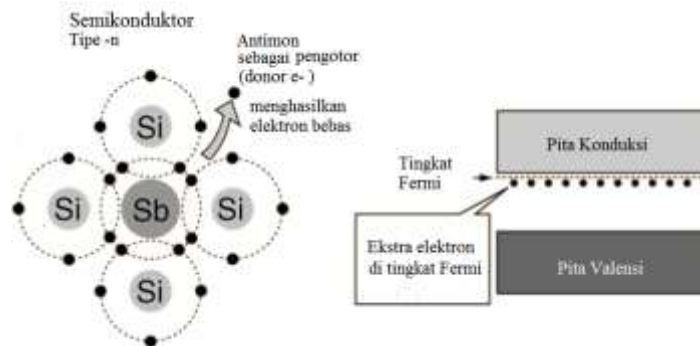 Semikonduktor
Tipe -n
Antimon
sebagai pengotor
(donor e- )
menghasilkan
elektron bebas
Si
Si
Sb
Si
Si
Tingkat
Fermi
Pita Konduksi
Ekstra elektron
di tingkat Fermi
Pita Valensi